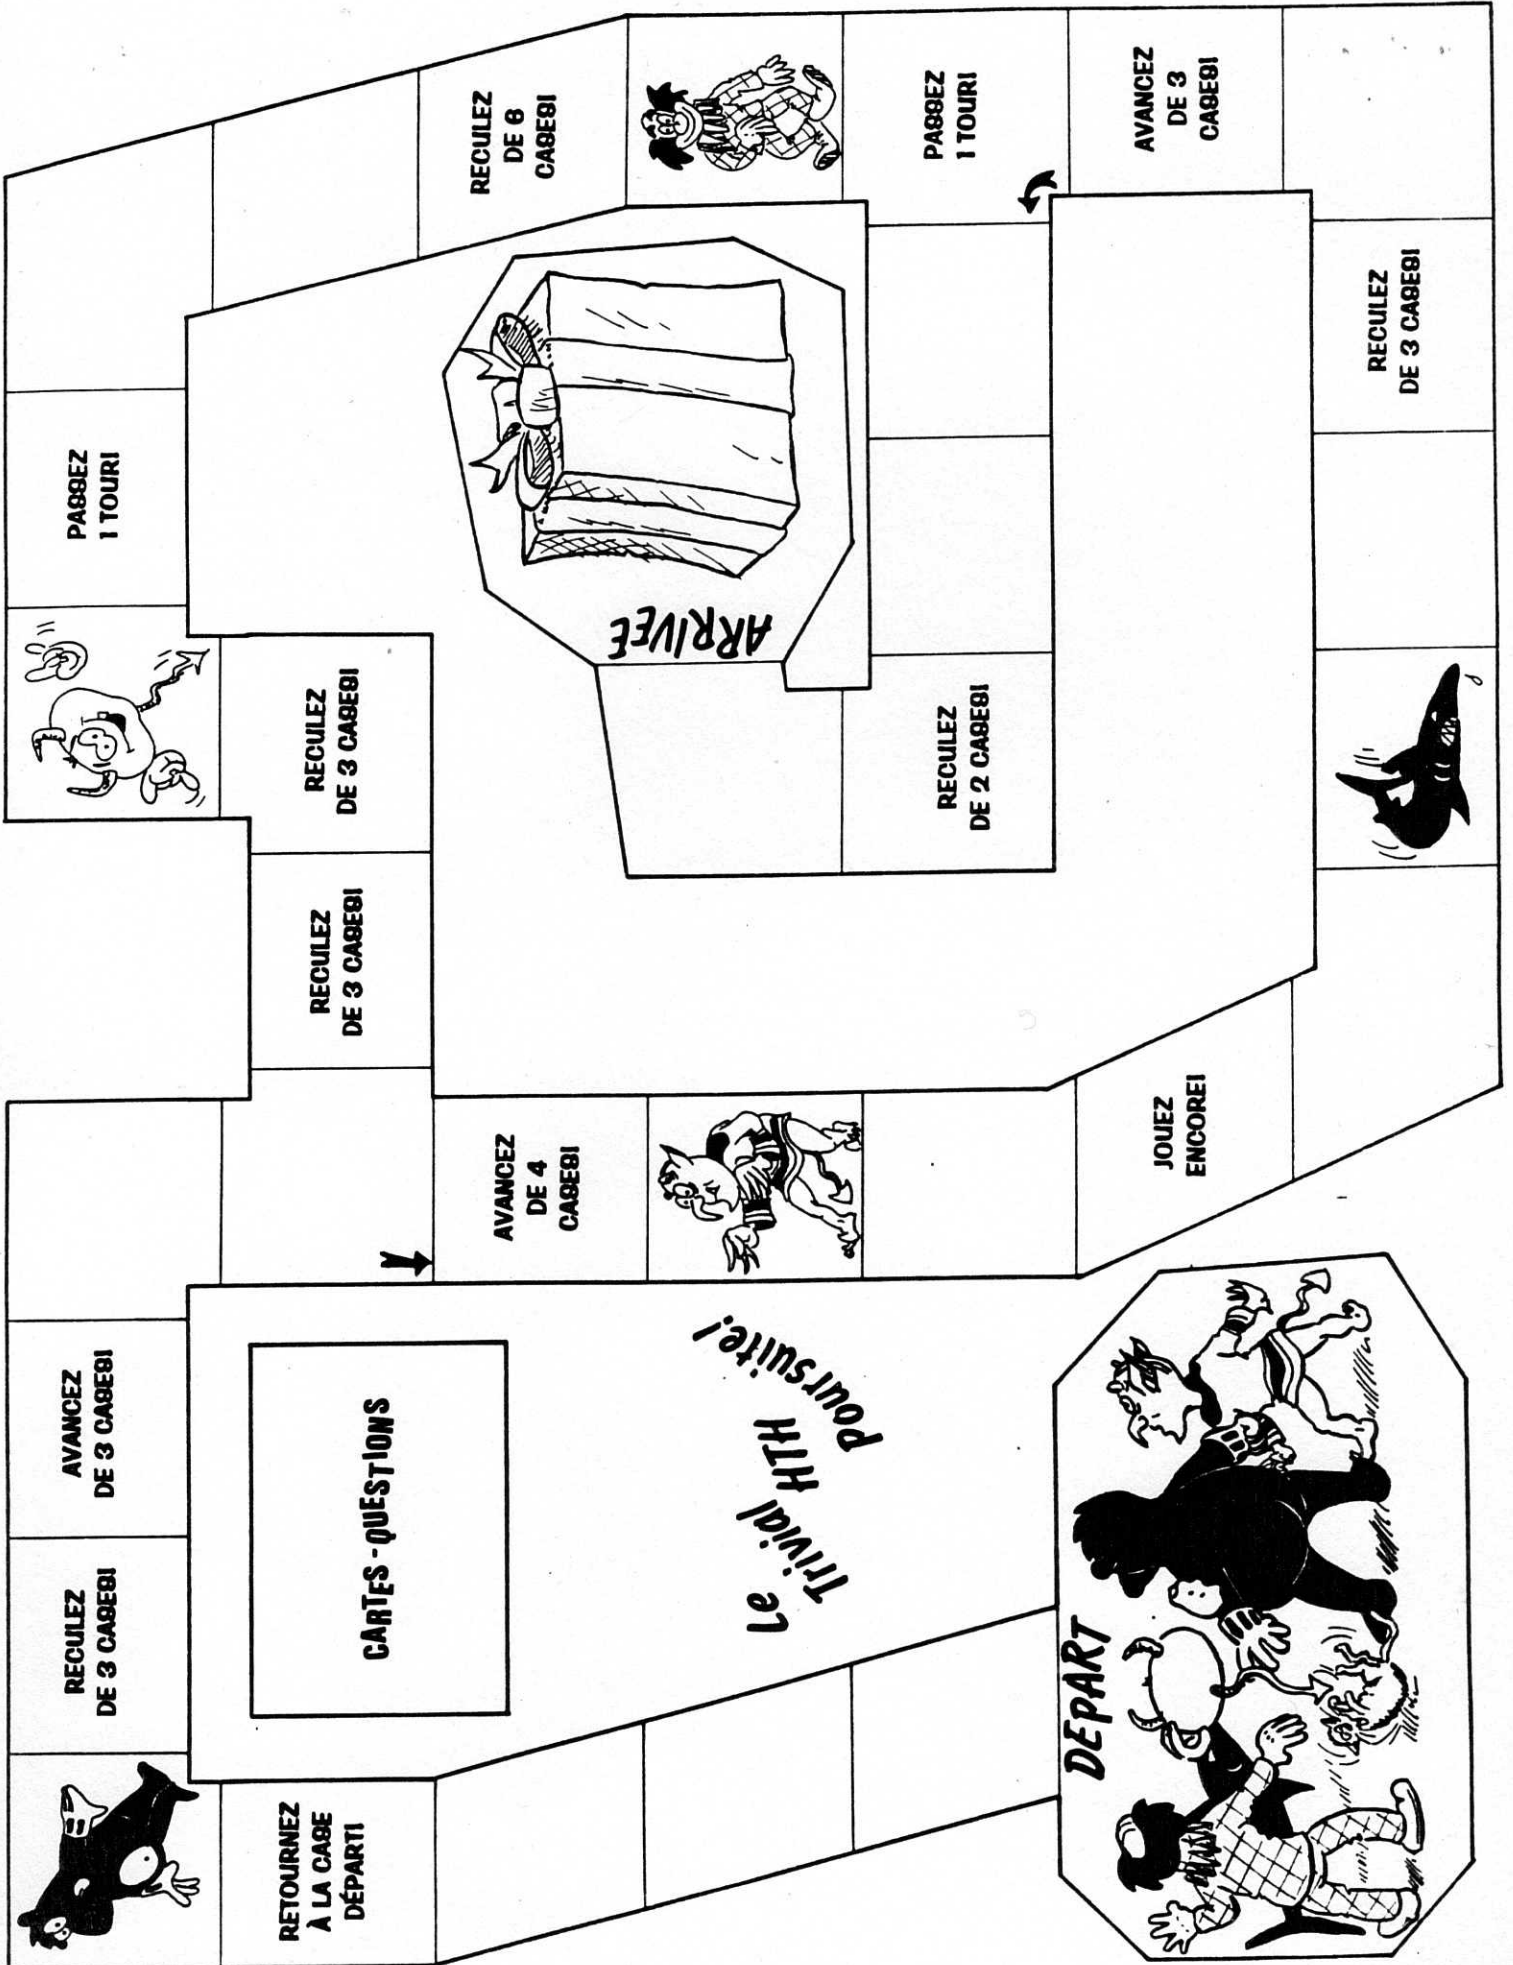 RECULEZ
DE 3 CASES!
AVANCEZ
DE 3 CASES!
PASSEZ
1 TOUR!
RETOURNEZ
À LA CASE
DÉPART!
CARTES-QUESTIONS
RECULEZ
DE 3 CASES!
RECULEZ
DE 3 CASES!
AVANCEZ
DE 4
CASES!
RECULEZ
DE 6
CASES!
Le
Trivial HTH
Poursuite!
ARRIVEE
RECULEZ
DE 2 CASES!
PASSEZ
1 TOUR!
DEPART
JOUEZ
ENCORE!
AVANCEZ
DE 3
CASES!
RECULEZ
DE 3 CASES!